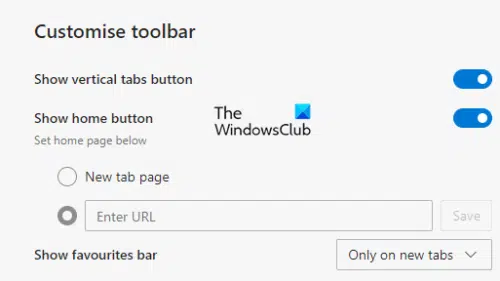 Customise toolbar
Show vertical tabs button
Show home button
Set home page below
The
WindowsClub
New tab page
Enter URL
Save
Show favourites bar
Only on new tabs